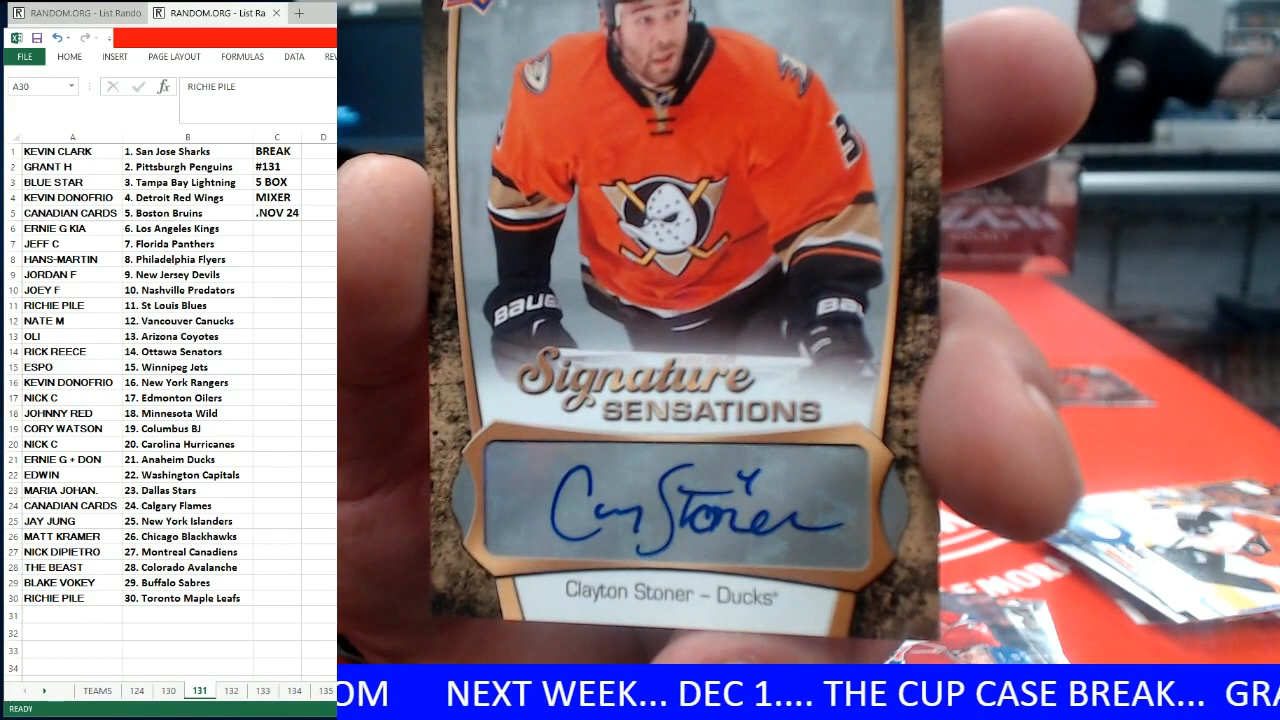 RANDOM.ORG - List Rando
RANDOM.ORG - List Ra
FILE HOME INSERT PAGE LAYOUT FORMULAS DATA REV
A30 fx RICHIE PILE
A B C D
1 KEVIN CLARK 1. San Jose Sharks BREAK
2 GRANT H 2. Pittsburgh Penguins #131
3 BLUE STAR 3. Tampa Bay Lightning 5 BOX
4 KEVIN DONOFRIO 4. Detroit Red Wings MIXER
5 CANADIAN CARDS 5. Boston Bruins .NOV 24
6 ERNIE G KIA 6. Los Angeles Kings
7 JEFF C 7. Florida Panthers
8 HANS-MARTIN 8. Philadelphia Flyers
9 JORDAN F 9. New Jersey Devils
10 JOEY F 10. Nashville Predators
11 RICHIE PILE 11. St Louis Blues
12 NATE M 12. Vancouver Canucks
13 OLI 13. Arizona Coyotes
14 RICK REECE 14. Ottawa Senators
15 ESPO 15. Winnipeg Jets
16 KEVIN DONOFRIO 16. New York Rangers
17 NICK C 17. Edmonton Oilers
18 JOHNNY RED 18. Minnesota Wild
19 CORY WATSON 19. Columbus BJ
20 NICK C 20. Carolina Hurricanes
21 ERNIE G + DON 21. Anaheim Ducks
22 EDWIN 22. Washington Capitals
23 MARIA JOHAN. 23. Dallas Stars
24 CANADIAN CARDS 24. Calgary Flames
25 JAY JUNG 25. New York Islanders
26 MATT KRAMER 26. Chicago Blackhawks
27 NICK DIPIETRO 27. Montreal Canadiens
28 THE BEAST 28. Colorado Avalanche
29 BLAKE VOKEY 29. Buffalo Sabres
30 RICHIE PILE 30. Toronto Maple Leafs
31
32
33
34
TEAMS 124 130 131 132 133 134 135
READY
3
BAUE
Ba
Signature
SENSATIONS
Clayton Stoner – Ducks
OM NEXT WEEK... DEC 1.... THE CUP CASE BREAK... GRA